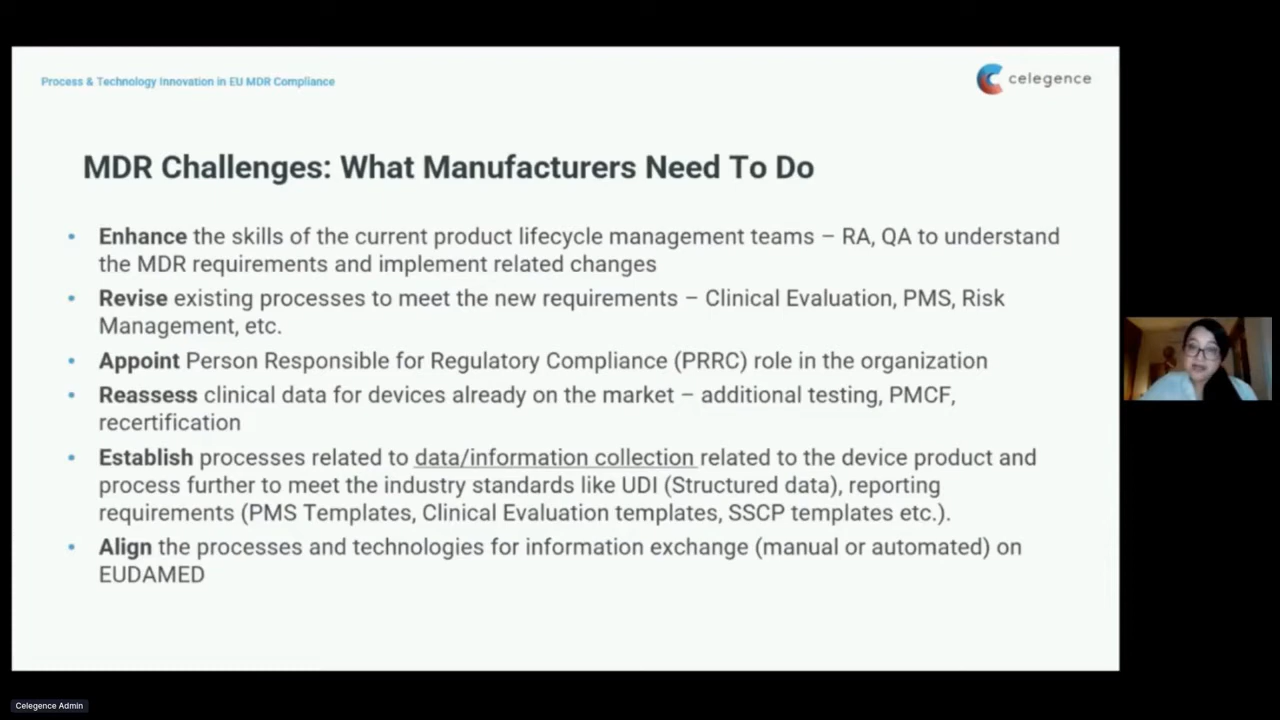 Process & Technology Innovation in EU MDR Compliance
celegence
MDR Challenges: What Manufacturers Need To Do
• Enhance the skills of the current product lifecycle management teams – RA, QA to understand
the MDR requirements and implement related changes
• Revise existing processes to meet the new requirements – Clinical Evaluation, PMS, Risk
Management, etc.
• Appoint Person Responsible for Regulatory Compliance (PRRC) role in the organization
• Reassess clinical data for devices already on the market – additional testing, PMCF,
recertification
• Establish processes related to data/information collection related to the device product and
process further to meet the industry standards like UDI (Structured data), reporting
requirements (PMS Templates, Clinical Evaluation templates, SSCP templates etc.).
• Align the processes and technologies for information exchange (manual or automated) on
EUDAMED
Celegence Admin